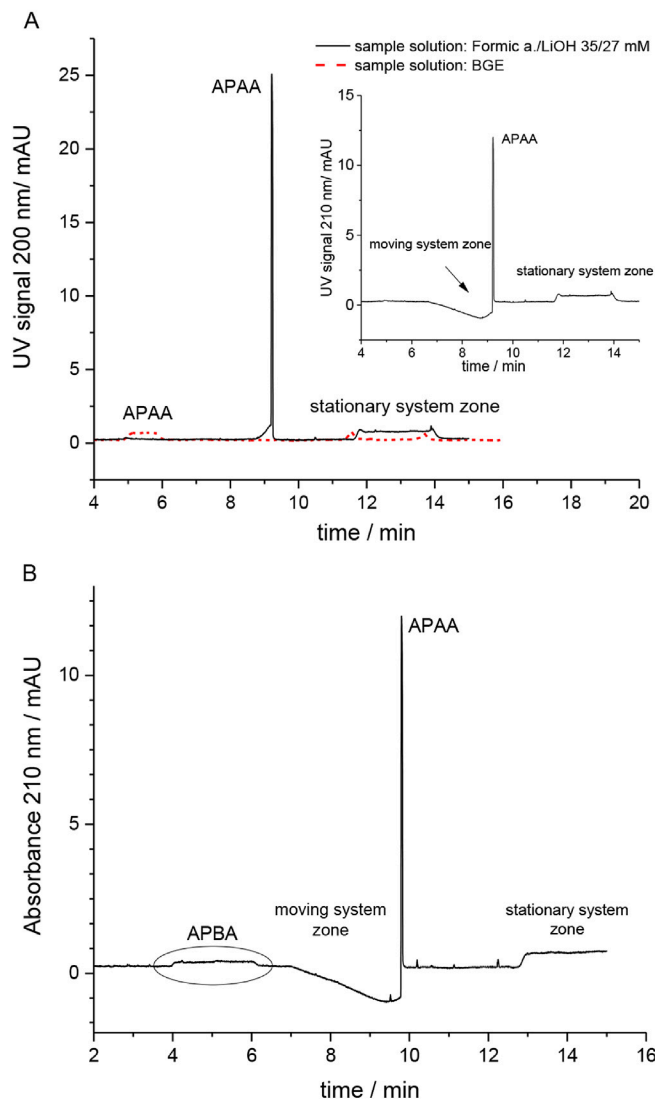 A
sample solution: Formic a./LiOH 35/27 mM
sample solution: BGE
UV signal 200 nm/ mAU
25
20
15
10
5
0
APAA
APAA
stationary system zone
4 6 8 10 12 14 16 18 20
time / min
UV signal 210 nm/ mAU
15
10
5
0
APAA
moving system zone
stationary system zone
4 6 8 10 12 14
time / min
B
Absorbance 210 nm / mAU
10
5
0
APAA
moving system
zone
stationary system
zone
APBA
2 4 6 8 10 12 14 16
time / min